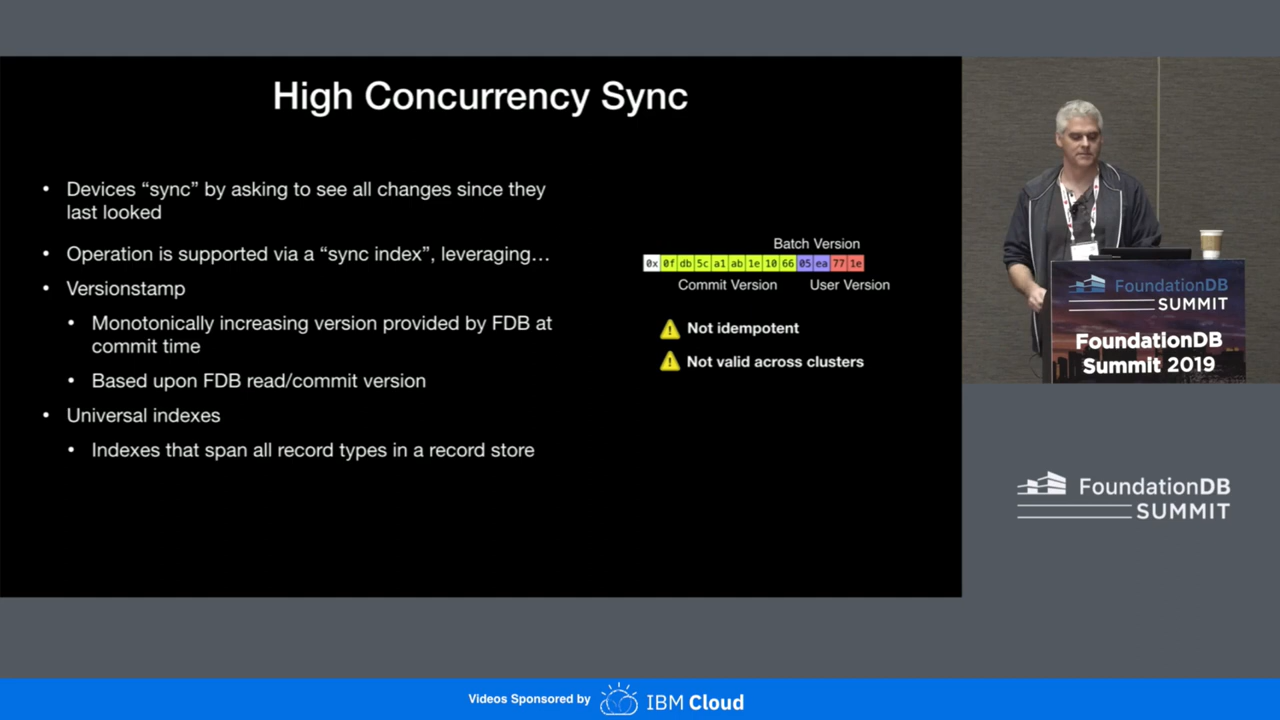 High Concurrency Sync
• Devices “sync” by asking to see all changes since they
last looked
• Operation is supported via a “sync index”, leveraging…
• Versionstamp
• Monotonically increasing version provided by FDB at
commit time
• Based upon FDB read/commit version
• Universal indexes
• Indexes that span all record types in a record store
Batch Version
0x 0f db 5c a1 ab 1e 10 66 05 ea 77 1e
Commit Version User Version
Not idempotent
Not valid across clusters
FoundationDB
SUMMIT
FoundationDB
Summit 2019
FoundationDB
SUMMIT
Videos Sponsored by IBM Cloud